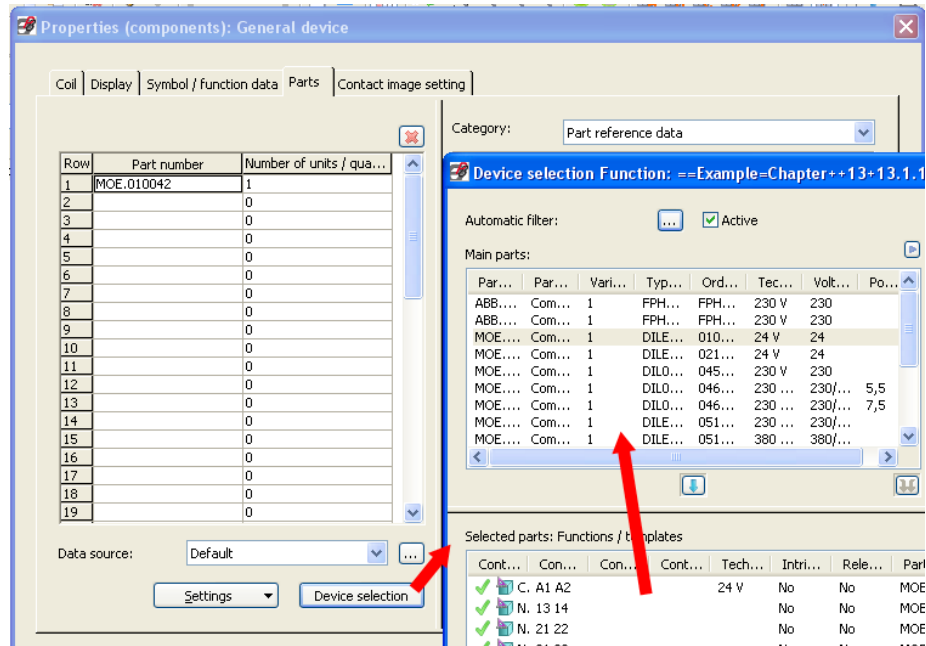 Properties (components): General device
Coil Display Symbol / function data Parts Contact image setting
Row Part number Number of units / qua...
1 MOE.010042 1
2 0
3 0
4 0
5 0
6 0
7 0
8 0
9 0
10 0
11 0
12 0
13 0
14 0
15 0
16 0
17 0
18 0
19 0
Data source: Default ...
Settings Device selection
Category: Part reference data
Device selection Function: ==Example=Chapter++13+13.1.1
Automatic filter: ... Active
Main parts:
Par... Par... Vari... Typ... Ord... Tec... Volt... Po...
ABB.... Com... 1 FPH... FPH... 230 V 230
ABB.... Com... 1 FPH... FPH... 230 V 230
MOE.... Com... 1 DILE... 010... 24 V 24
MOE.... Com... 1 DILE... 021... 24 V 24
MOE.... Com... 1 DIL0... 045... 230 V 230
MOE.... Com... 1 DIL0... 046... 230 ... 230/... 5,5
MOE.... Com... 1 DIL0... 046... 230 ... 230/... 7,5
MOE.... Com... 1 DILE... 051... 230 ... 230/...
MOE.... Com... 1 DILE... 051... 380 ... 380/...
Selected parts: Functions / templates
Cont... Con... Con... Cont... Tech... Intri... Rele... Part
C. A1 A2 24 V No No MOE
N. 13 14 No No MOE
N. 21 22 No No MOE